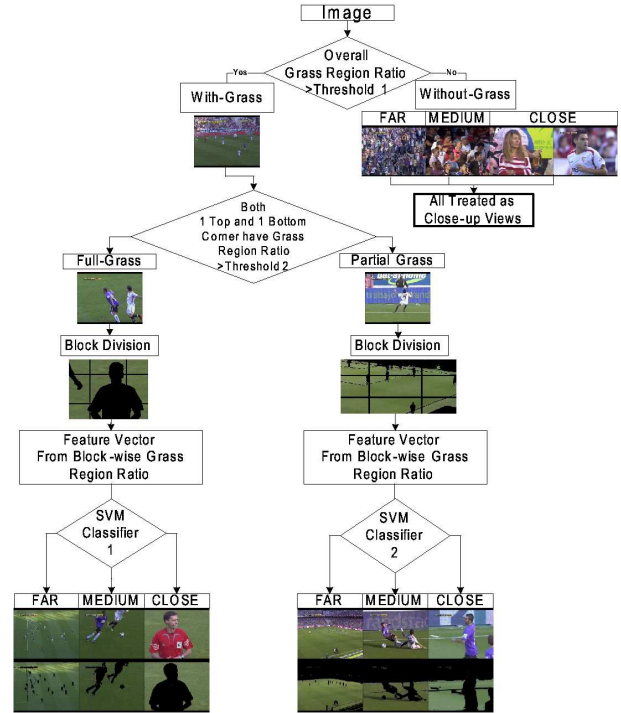 Image
Overall
Grass Region Ratio
>Threshold 1
Yes
No
With-Grass
Without-Grass
FAR MEDIUM CLOSE
All Treated as
Close-up Views
Both
1 Top and 1 Bottom
Corner have Grass
Region Ratio
>Threshold 2
Full-Grass
Partial Grass
Block Division
Block Division
Feature Vector
From Block-wise Grass
Region Ratio
Feature Vector
From Block-wise Grass
Region Ratio
SVM
Classifier
1
SVM
Classifier
2
FAR MEDIUM CLOSE
FAR MEDIUM CLOSE